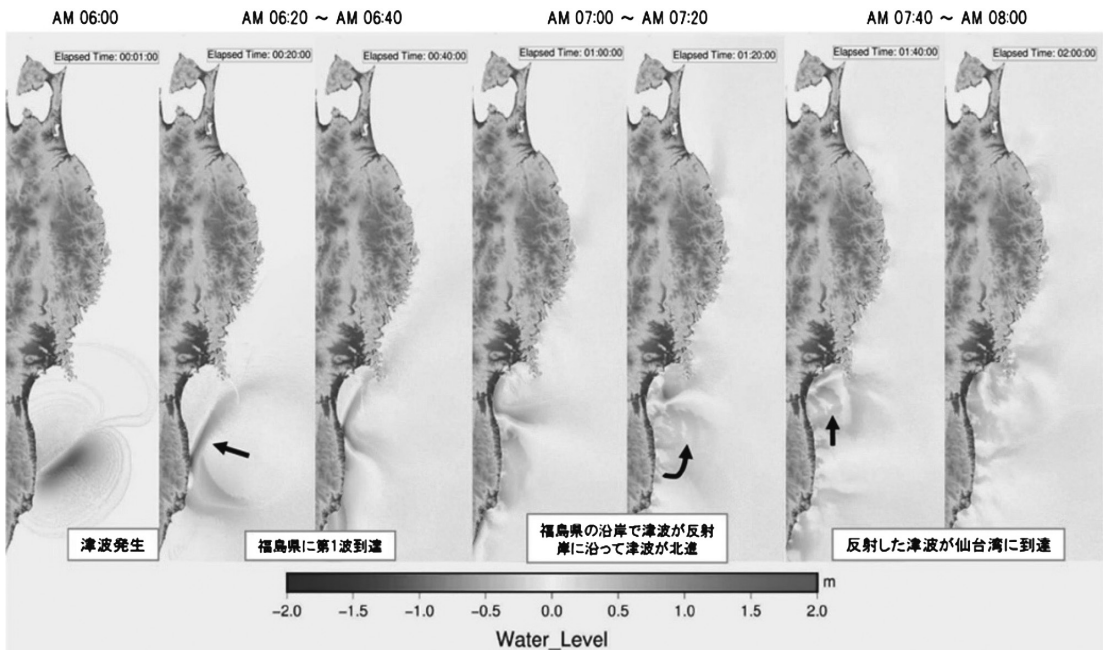 AM 06:00
AM 06:20 ～ AM 06:40
AM 07:00 ～ AM 07:20
AM 07:40 ～ AM 08:00
Elapsed Time: 00:01:00
Elapsed Time: 00:20:00
Elapsed Time: 00:40:00
Elapsed Time: 01:00:00
Elapsed Time: 01:20:00
Elapsed Time: 01:40:00
Elapsed Time: 02:00:00
津波発生
福島県に第1波到達
福島県の沿岸で津波が反射
岸に沿って津波が北進
反射した津波が仙台湾に到達
m
-2.0 -1.5 -1.0 -0.5 0.0 0.5 1.0 1.5 2.0
Water_Level